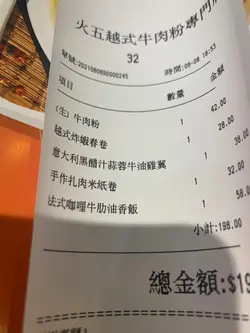 火五越式牛肉粉專門店
32
單號:2021080890000245
時間:08-08 18:53
項目 數量 金額
(生)牛肉粉 1 42.00
越式炸蝦春卷 1 28.00
意大利黑醋汁蒜蓉牛油雞翼 1 38.00
手作扎肉米紙卷 1 32.00
法式咖喱牛肋油香飯 1 58.00
小計:198.00
總金額:$19